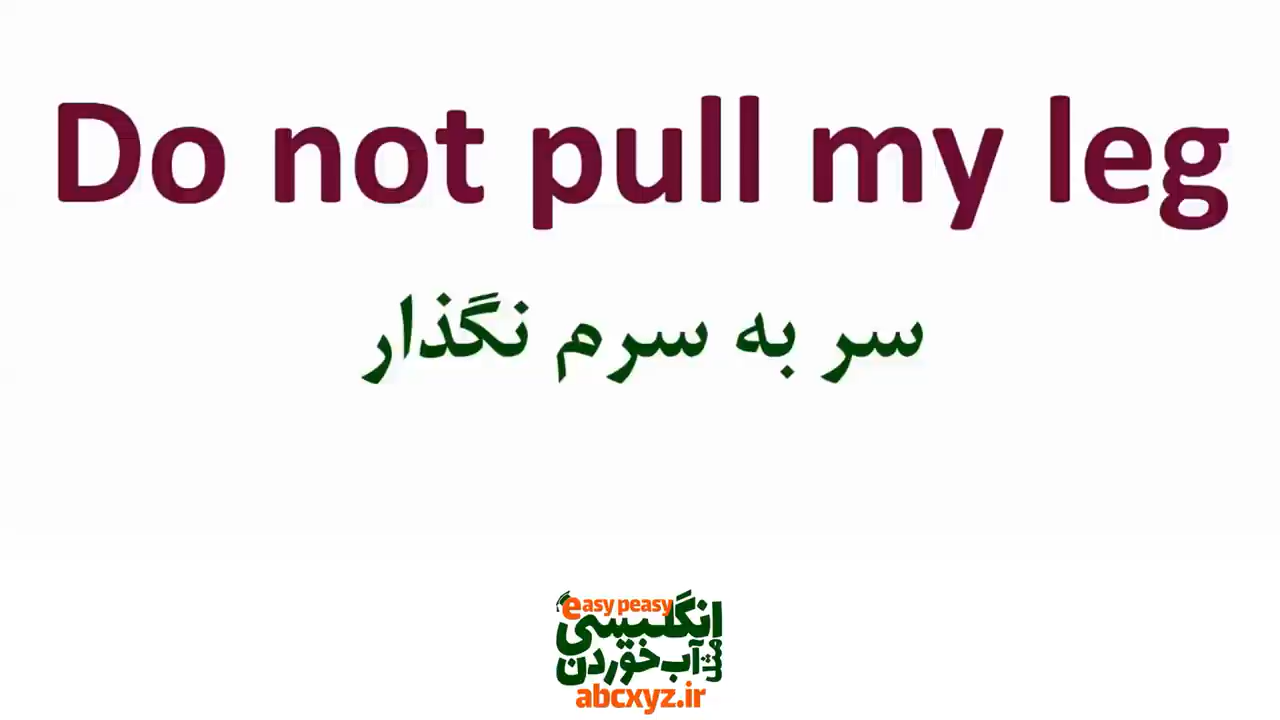 Do not pull my leg
سر به سرم نگذار
easy peasy
انگلیسی
مثل آب خوردن
abcxyz.ir